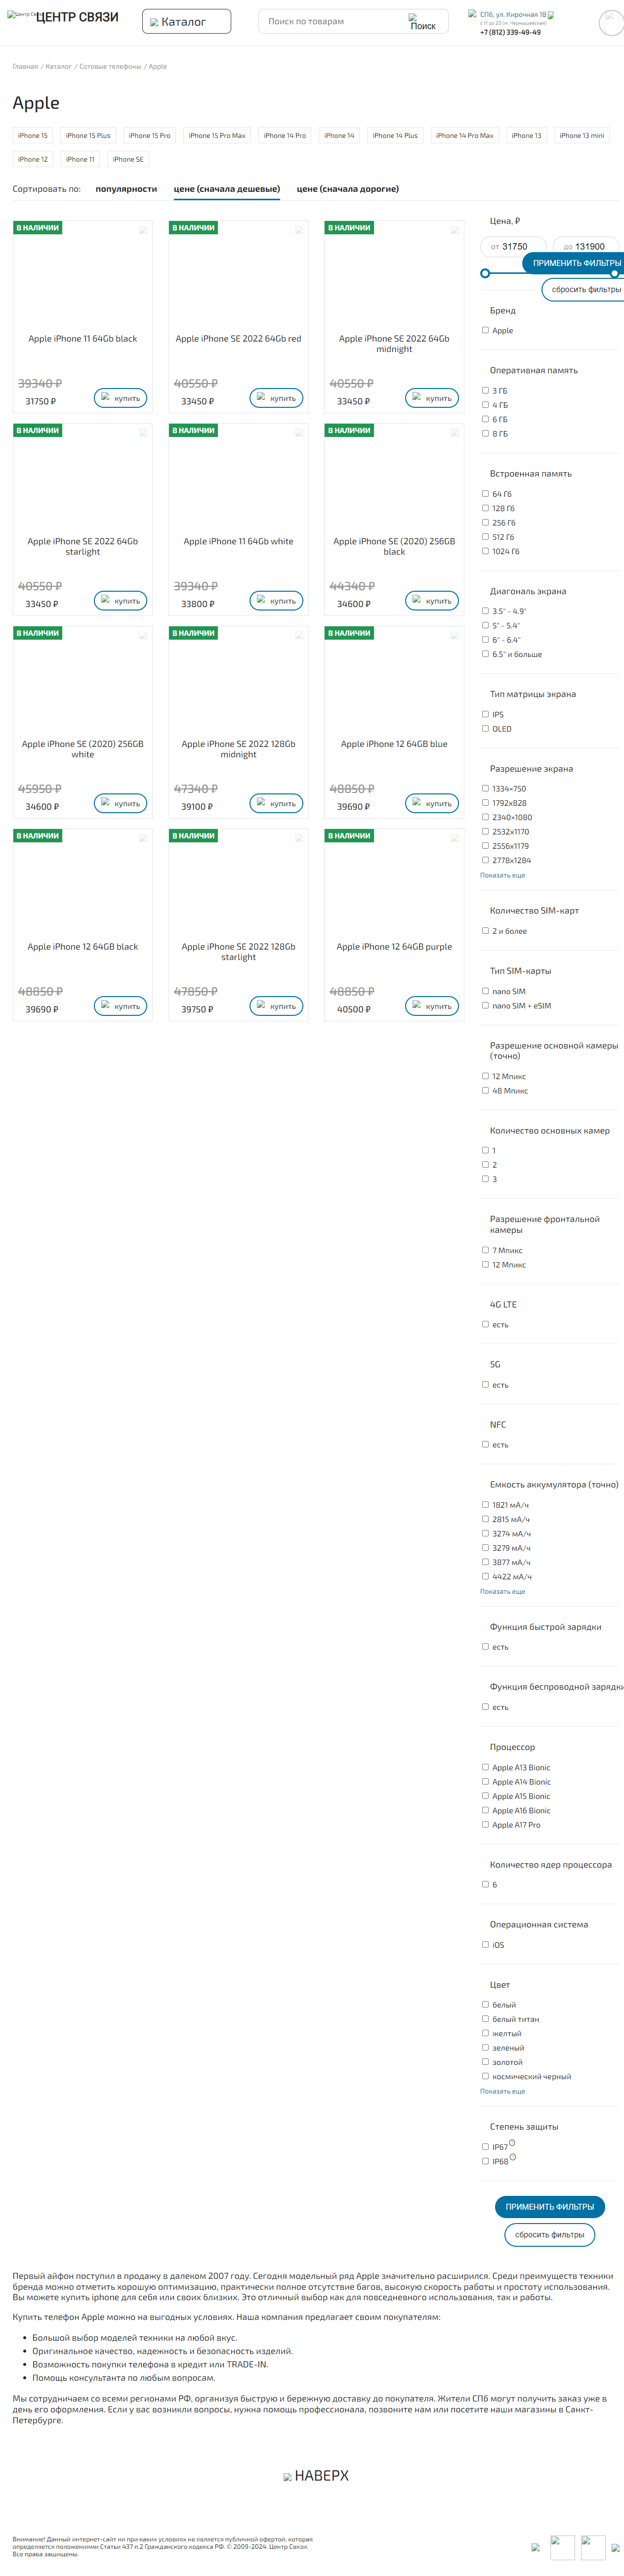 Центр Связи
ЦЕНТР СВЯЗИ
Каталог
Поиск по товарам
Поиск
СПб, ул. Кирочная 18
с 11 до 20 (м. Чернышевская)
+7 (812) 339-49-49
Главная / Каталог / Сотовые телефоны / Apple
Apple
iPhone 15
iPhone 15 Plus
iPhone 15 Pro
iPhone 15 Pro Max
iPhone 14 Pro
iPhone 14
iPhone 14 Plus
iPhone 14 Pro Max
iPhone 13
iPhone 13 mini
iPhone 12
iPhone 11
iPhone SE
Сортировать по: популярности цене (сначала дешевые) цене (сначала дорогие)
В НАЛИЧИИ
Apple iPhone 11 64Gb black
39340 ₽
31750 ₽
купить
В НАЛИЧИИ
Apple iPhone SE 2022 64Gb red
40550 ₽
33450 ₽
купить
В НАЛИЧИИ
Apple iPhone SE 2022 64Gb
midnight
40550 ₽
33450 ₽
купить
В НАЛИЧИИ
Apple iPhone SE 2022 64Gb
starlight
40550 ₽
33450 ₽
купить
В НАЛИЧИИ
Apple iPhone 11 64Gb white
39340 ₽
33800 ₽
купить
В НАЛИЧИИ
Apple iPhone SE (2020) 256GB
black
44340 ₽
34600 ₽
купить
В НАЛИЧИИ
Apple iPhone SE (2020) 256GB
white
45950 ₽
34600 ₽
купить
В НАЛИЧИИ
Apple iPhone SE 2022 128Gb
midnight
47340 ₽
39100 ₽
купить
В НАЛИЧИИ
Apple iPhone 12 64GB blue
48850 ₽
39690 ₽
купить
В НАЛИЧИИ
Apple iPhone 12 64GB black
48850 ₽
39690 ₽
купить
В НАЛИЧИИ
Apple iPhone SE 2022 128Gb
starlight
47850 ₽
39750 ₽
купить
В НАЛИЧИИ
Apple iPhone 12 64GB purple
48850 ₽
40500 ₽
купить
Цена, ₽
от 31750
до 131900
ПРИМЕНИТЬ ФИЛЬТРЫ
сбросить фильтры
Бренд
Apple
Оперативная память
3 ГБ
4 ГБ
6 ГБ
8 ГБ
Встроенная память
64 Гб
128 Гб
256 Гб
512 Гб
1024 Гб
Диагональ экрана
3.5" - 4.9"
5" - 5.4"
6" - 6.4"
6.5" и больше
Тип матрицы экрана
IPS
OLED
Разрешение экрана
1334×750
1792x828
2340×1080
2532x1170
2556x1179
2778x1284
Показать еще
Количество SIM-карт
2 и более
Тип SIM-карты
nano SIM
nano SIM + eSIM
Разрешение основной камеры
(точно)
12 Мпикс
48 Мпикс
Количество основных камер
1
2
3
Разрешение фронтальной
камеры
7 Мпикс
12 Мпикс
4G LTE
есть
5G
есть
NFC
есть
Емкость аккумулятора (точно)
1821 мА/ч
2815 мА/ч
3274 мА/ч
3279 мА/ч
3877 мА/ч
4422 мА/ч
Показать еще
Функция быстрой зарядки
есть
Функция беспроводной зарядки
есть
Процессор
Apple A13 Bionic
Apple A14 Bionic
Apple A15 Bionic
Apple A16 Bionic
Apple A17 Pro
Количество ядер процессора
6
Операционная система
iOS
Цвет
белый
белый титан
желтый
зеленый
золотой
космический черный
Показать еще
Степень защиты
IP67
IP68
ПРИМЕНИТЬ ФИЛЬТРЫ
сбросить фильтры
Первый айфон поступил в продажу в далеком 2007 году. Сегодня модельный ряд Apple значительно расширился. Среди преимуществ техники
бренда можно отметить хорошую оптимизацию, практически полное отсутствие багов, высокую скорость работы и простоту использования.
Вы можете купить iphone для себя или своих близких. Это отличный выбор как для повседневного использования, так и работы.
Купить телефон Apple можно на выгодных условиях. Наша компания предлагает своим покупателям:
• Большой выбор моделей техники на любой вкус.
• Оригинальное качество, надежность и безопасность изделий.
• Возможность покупки телефона в кредит или TRADE-IN.
• Помощь консультанта по любым вопросам.
Мы сотрудничаем со всеми регионами РФ, организуя быструю и бережную доставку до покупателя. Жители СПб могут получить заказ уже в
день его оформления. Если у вас возникли вопросы, нужна помощь профессионала, позвоните нам или посетите наши магазины в Санкт-
Петербурге.
НАВЕРХ
Внимание! Данный интернет-сайт ни при каких условиях не является публичной офертой, которая
определяется положениями Статьи 437 п.2 Гражданского кодекса РФ. © 2009-2024. Центр Связи.
Все права защищены.